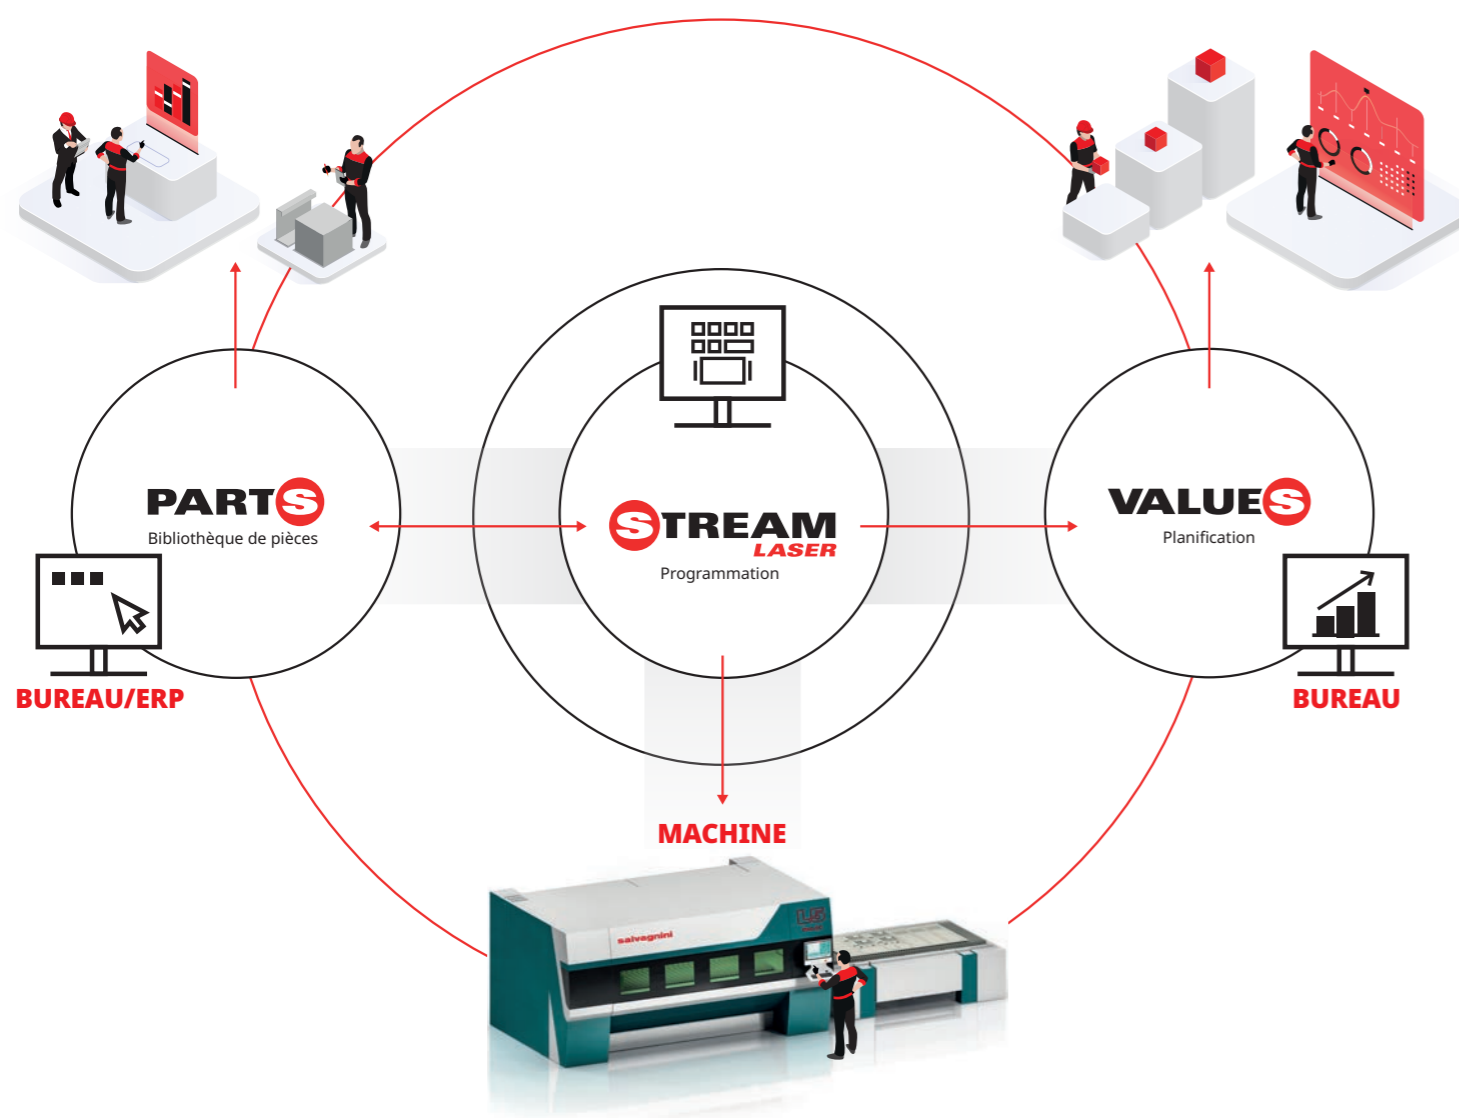 PARTS
Bibliothèque de pièces
BUREAU/ERP
STREAM
LASER
Programmation
VALUES
Planification
BUREAU
MACHINE
salvagnini